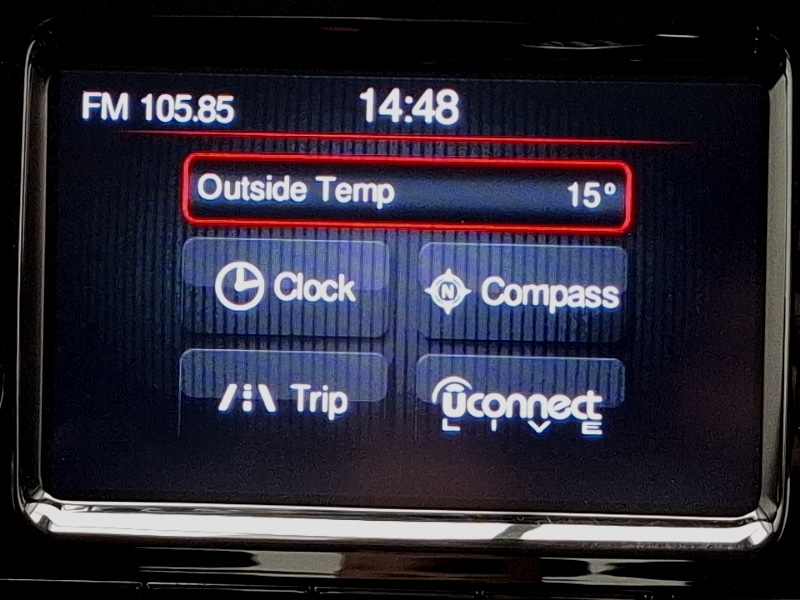 FM 105.85 14:48
Outside Temp 15°
Clock N Compass
Trip uconnect
LIVE